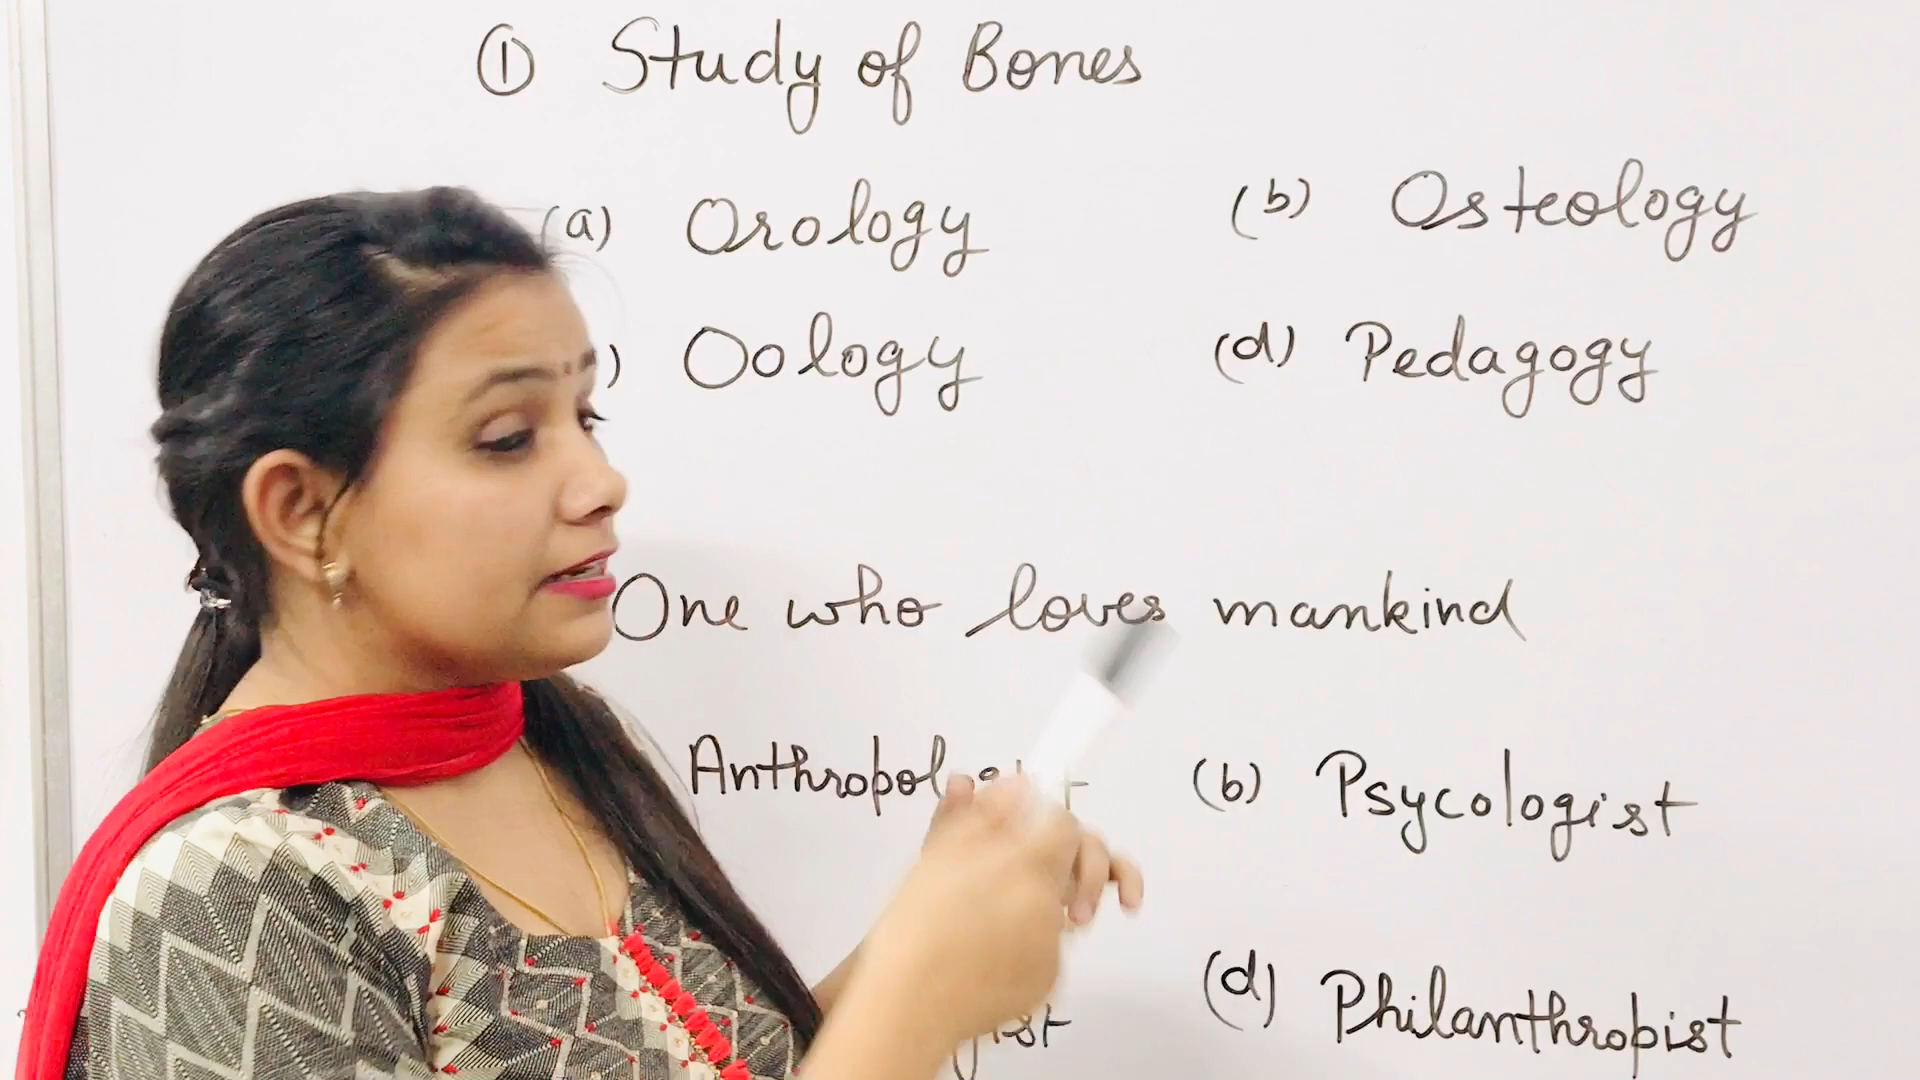 ① Study of Bones
(a) Orology (b) Osteology
) Oology (d) Pedagogy
One who loves mankind
(b) Psycologist
(d) Philanthropist